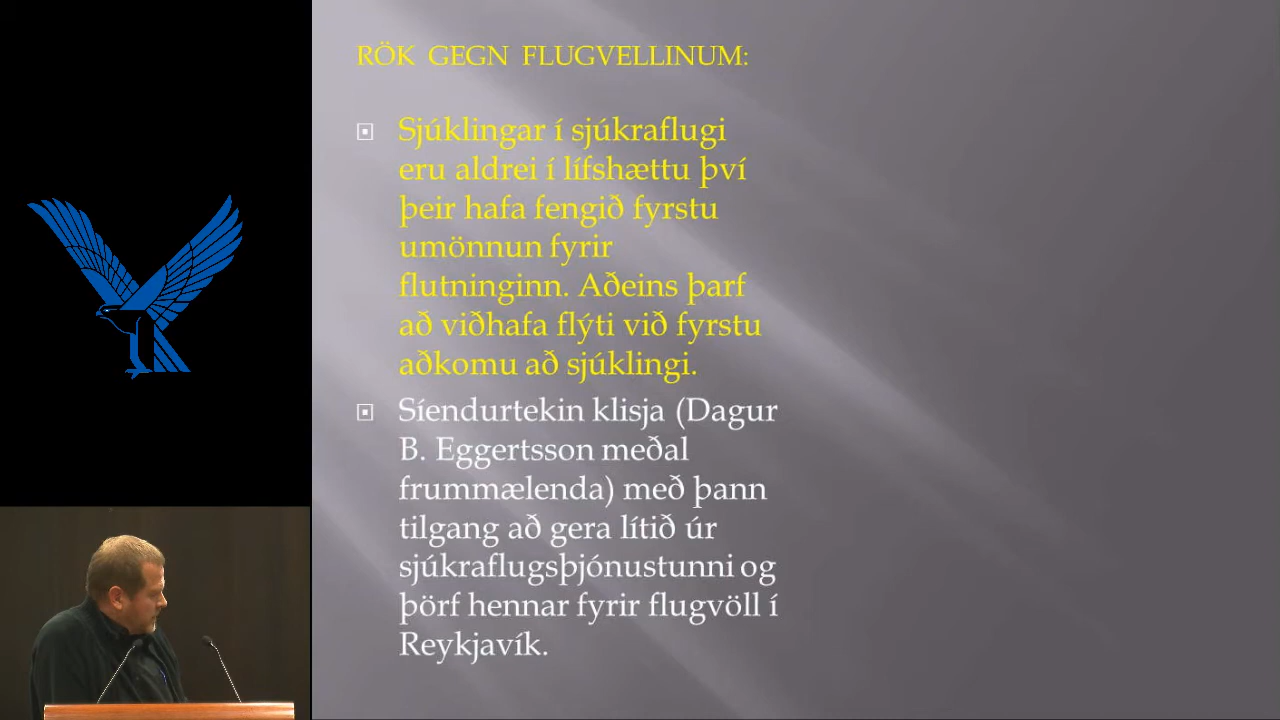 RÖK GEGN FLUGVELLINUM:
Sjúklingar í sjúkraflugi
eru aldrei í lífshættu því
þeir hafa fengið fyrstu
umönnun fyrir
flutninginn. Aðeins þarf
að viðhafa flýti við fyrstu
aðkomu að sjúklingi.
Síendurtekin klisja (Dagur
B. Eggertsson meðal
frummælenda) með þann
tilgang að gera lítið úr
sjúkraflugsþjónustunni og
þörf hennar fyrir flugvöll í
Reykjavík.